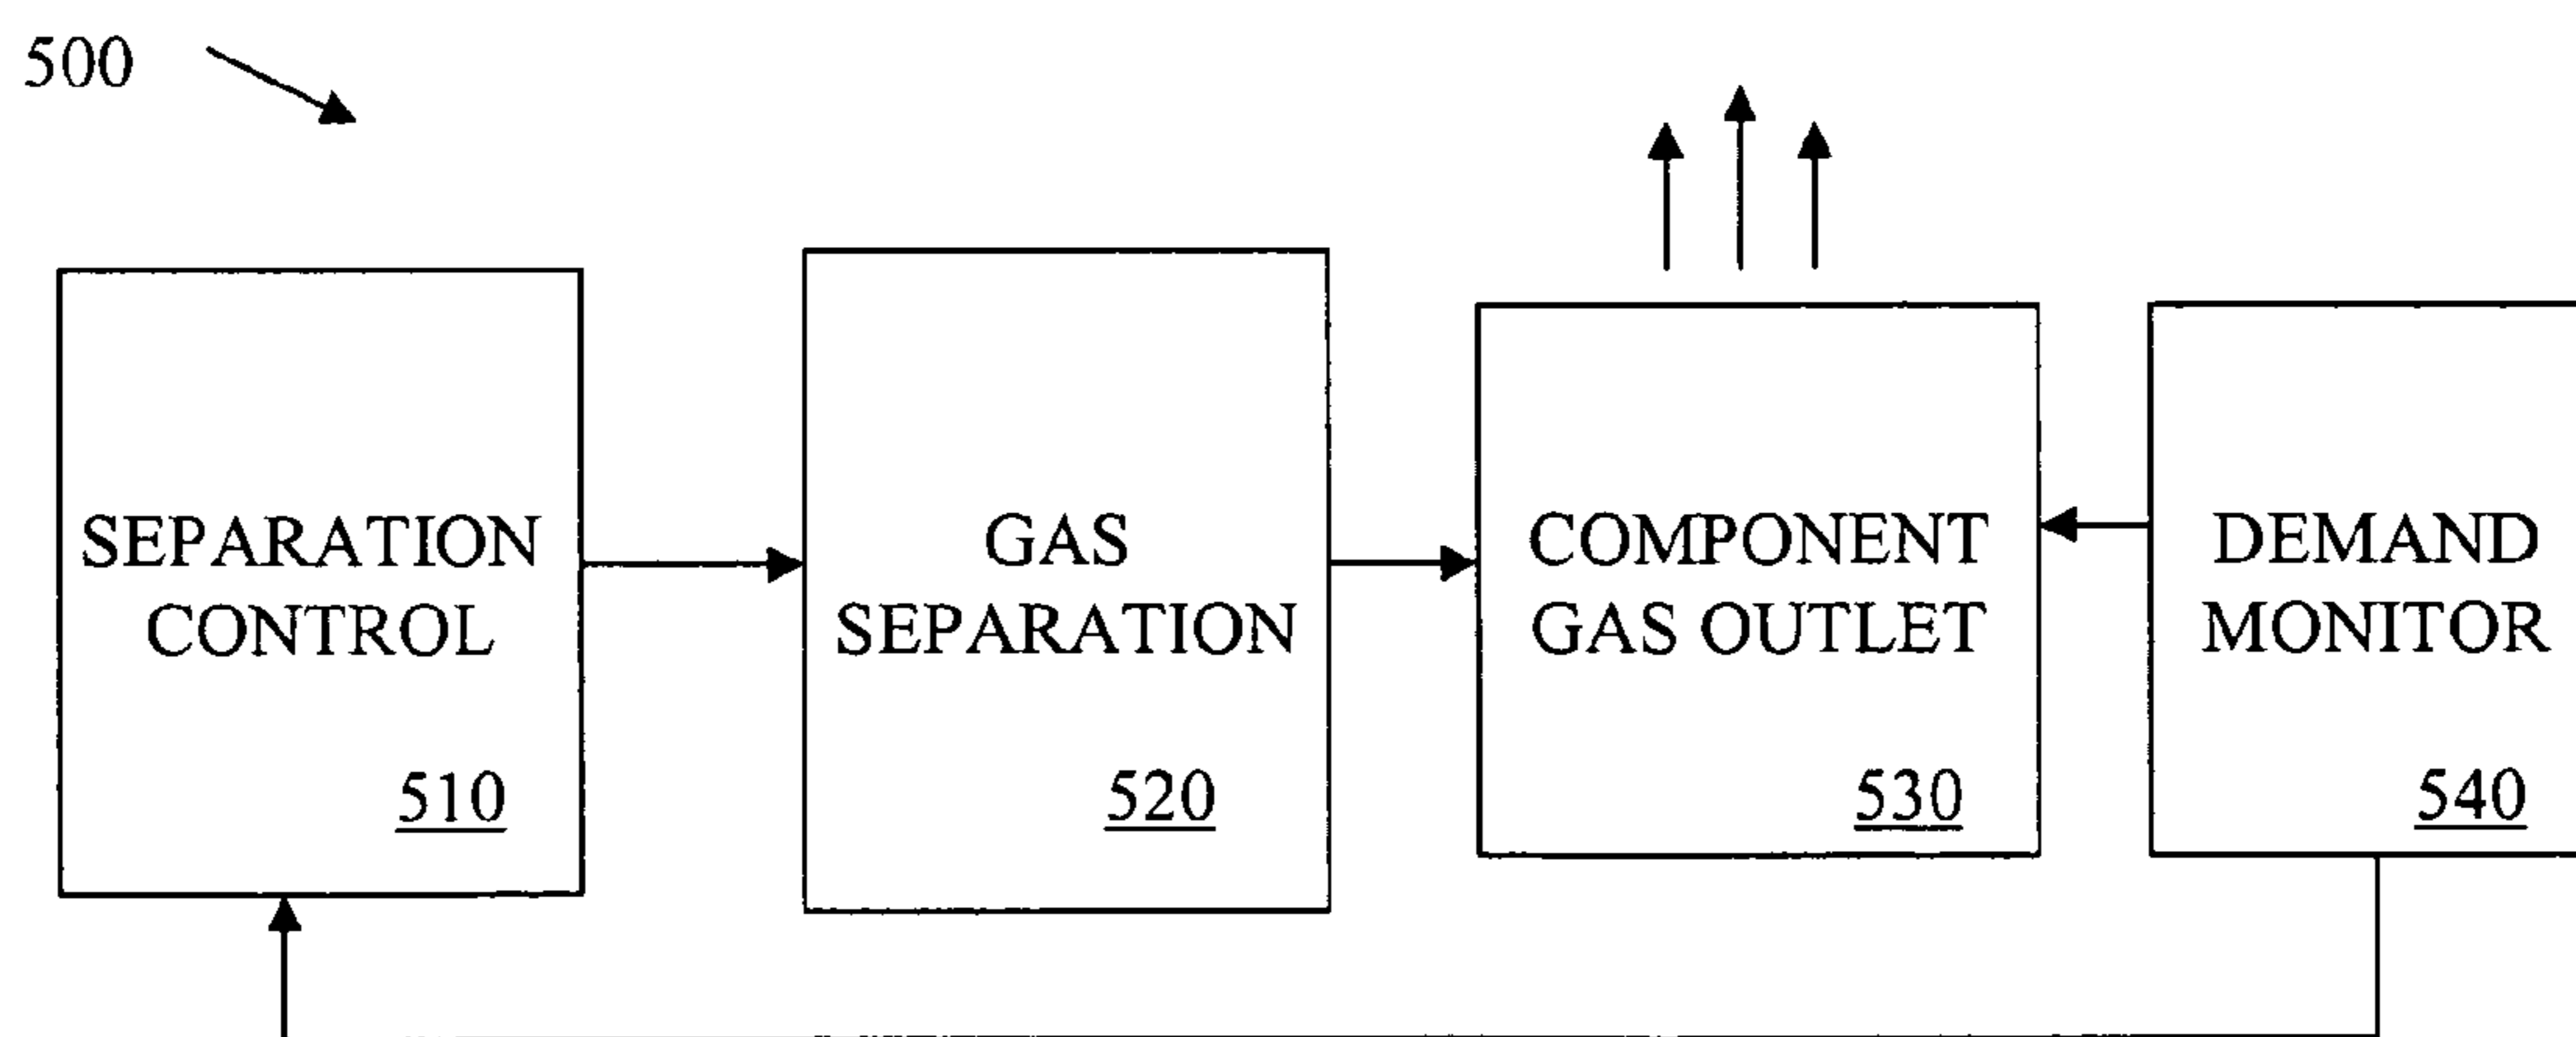 500
SEPARATION
CONTROL
510
GAS
SEPARATION
520
COMPONENT
GAS OUTLET
530
DEMAND
MONITOR
540